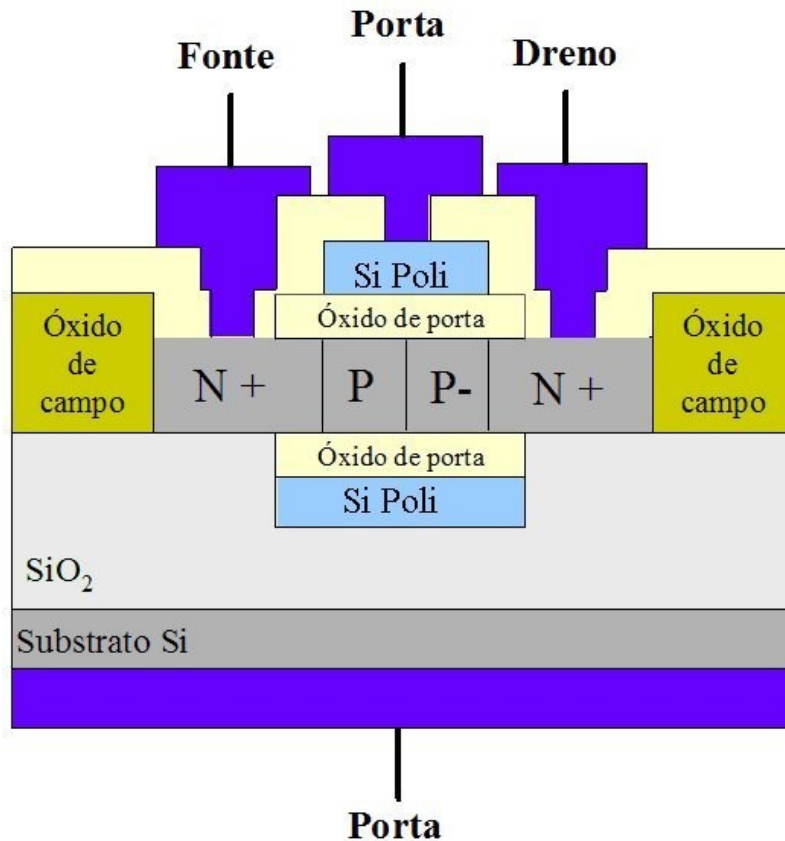 Porta
Fonte
Dreno
Si Poli
Óxido de porta
Óxido
de
campo
N +
P
P-
N +
Óxido
de
campo
Óxido de porta
Si Poli
SiO₂
Substrato Si
Porta